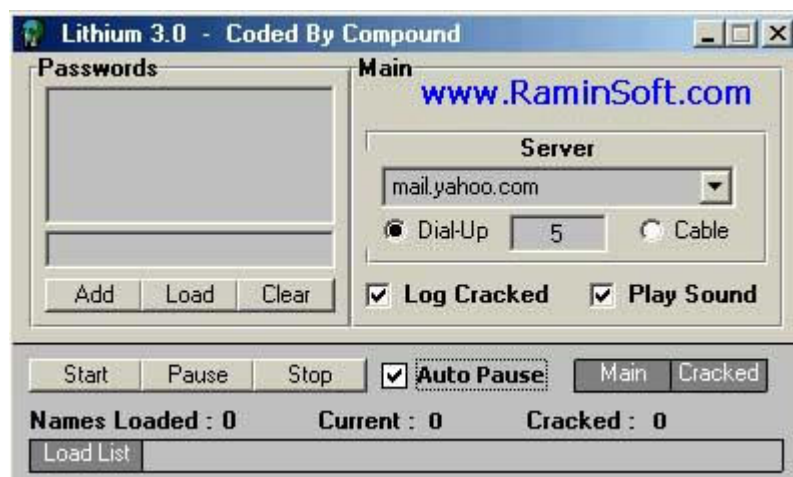 Lithium 3.0 - Coded By Compound
Passwords
Add Load Clear
Main
www.RaminSoft.com
Server
mail.yahoo.com
Dial-Up 5 Cable
Log Cracked Play Sound
Start Pause Stop Auto Pause Main Cracked
Names Loaded : 0 Current : 0 Cracked : 0
Load List